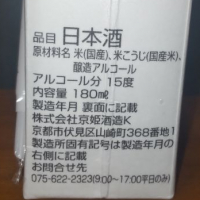 品目 日本酒
原材料名 米(国産)、米こうじ(国産米)、
醸造アルコール
アルコール分 15度
内容量 180ml
製造年月 裏面に記載
株式会社京姫酒造K
京都市伏見区山崎町368番地1
製造所固有記号は製造年月の
右側に記載
お問合せ先
075-622-2323(9:00~17:00平日のみ)